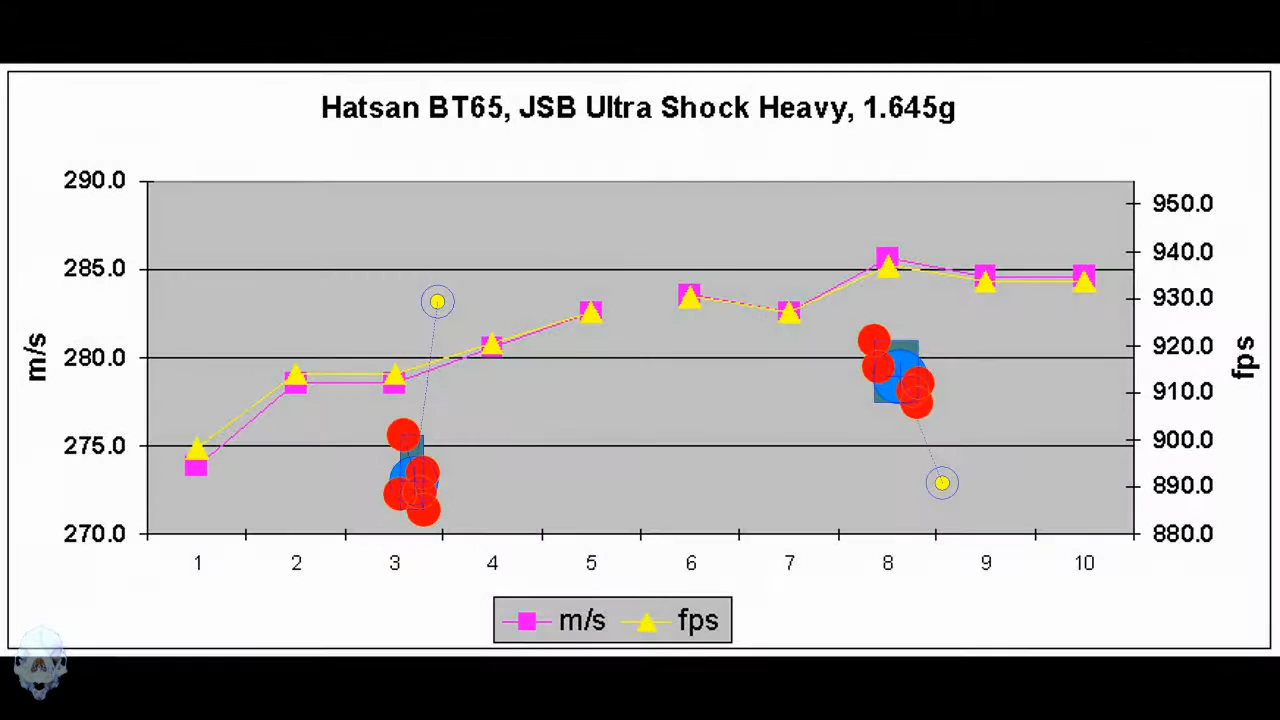 Hatsan BT65, JSB Ultra Shock Heavy, 1.645g
290.0
285.0
280.0
275.0
270.0
m/s
950.0
940.0
930.0
920.0
910.0
900.0
890.0
880.0
fps
1 2 3 4 5 6 7 8 9 10
m/s fps